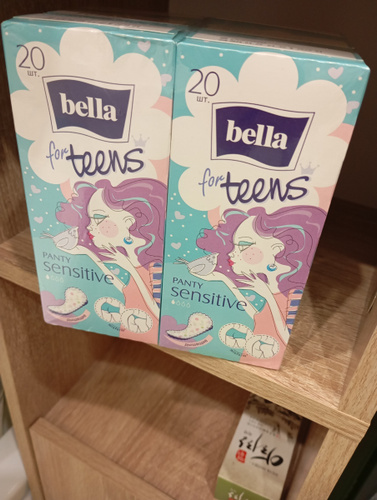 20
шт.
bella
for teens
PANTY
sensitive
20
шт.
bella
for teens
PANTY
sensitive